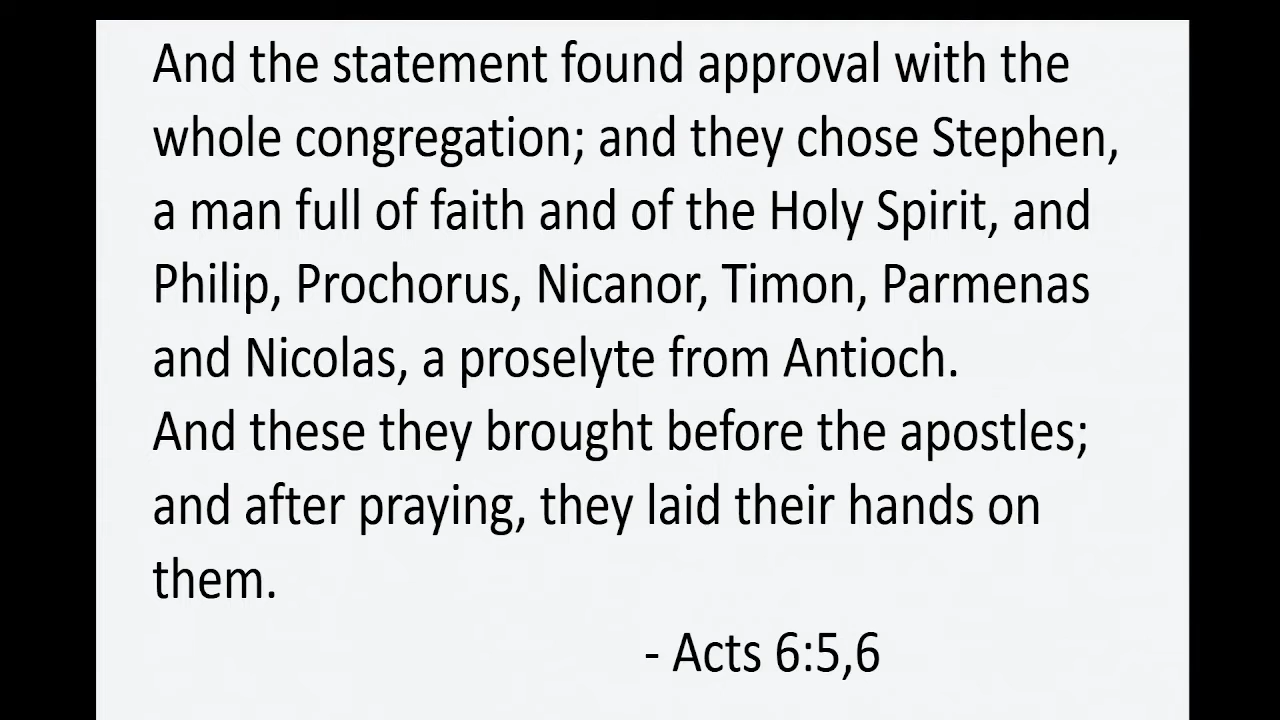 And the statement found approval with the
whole congregation; and they chose Stephen,
a man full of faith and of the Holy Spirit, and
Philip, Prochorus, Nicanor, Timon, Parmenas
and Nicolas, a proselyte from Antioch.
And these they brought before the apostles;
and after praying, they laid their hands on
them.
- Acts 6:5,6